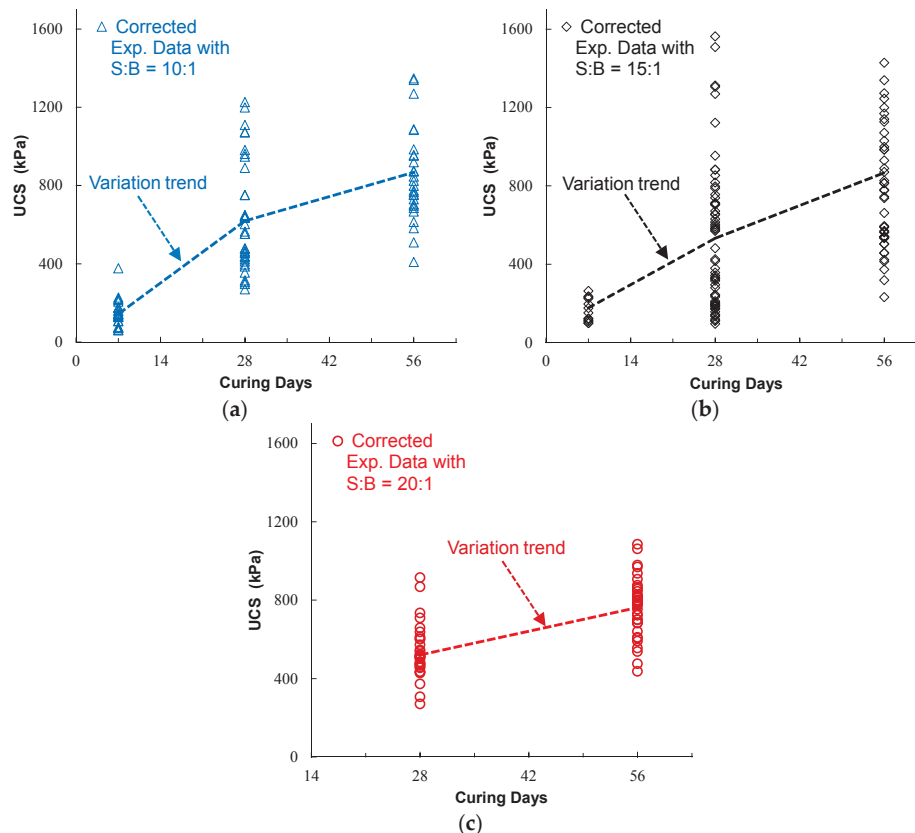 1600
1200
800
400
0
UCS (kPa)
△ Corrected
Exp. Data with
S:B = 10:1
Variation trend
0 14 28 42 56
Curing Days
(a)
1600
1200
800
400
0
UCS (kPa)
◇ Corrected
Exp. Data with
S:B = 15:1
Variation trend
0 14 28 42 56
Curing Days
(b)
1600
1200
800
400
0
UCS (kPa)
○ Corrected
Exp. Data with
S:B = 20:1
Variation trend
14 28 42 56
Curing Days
(c)